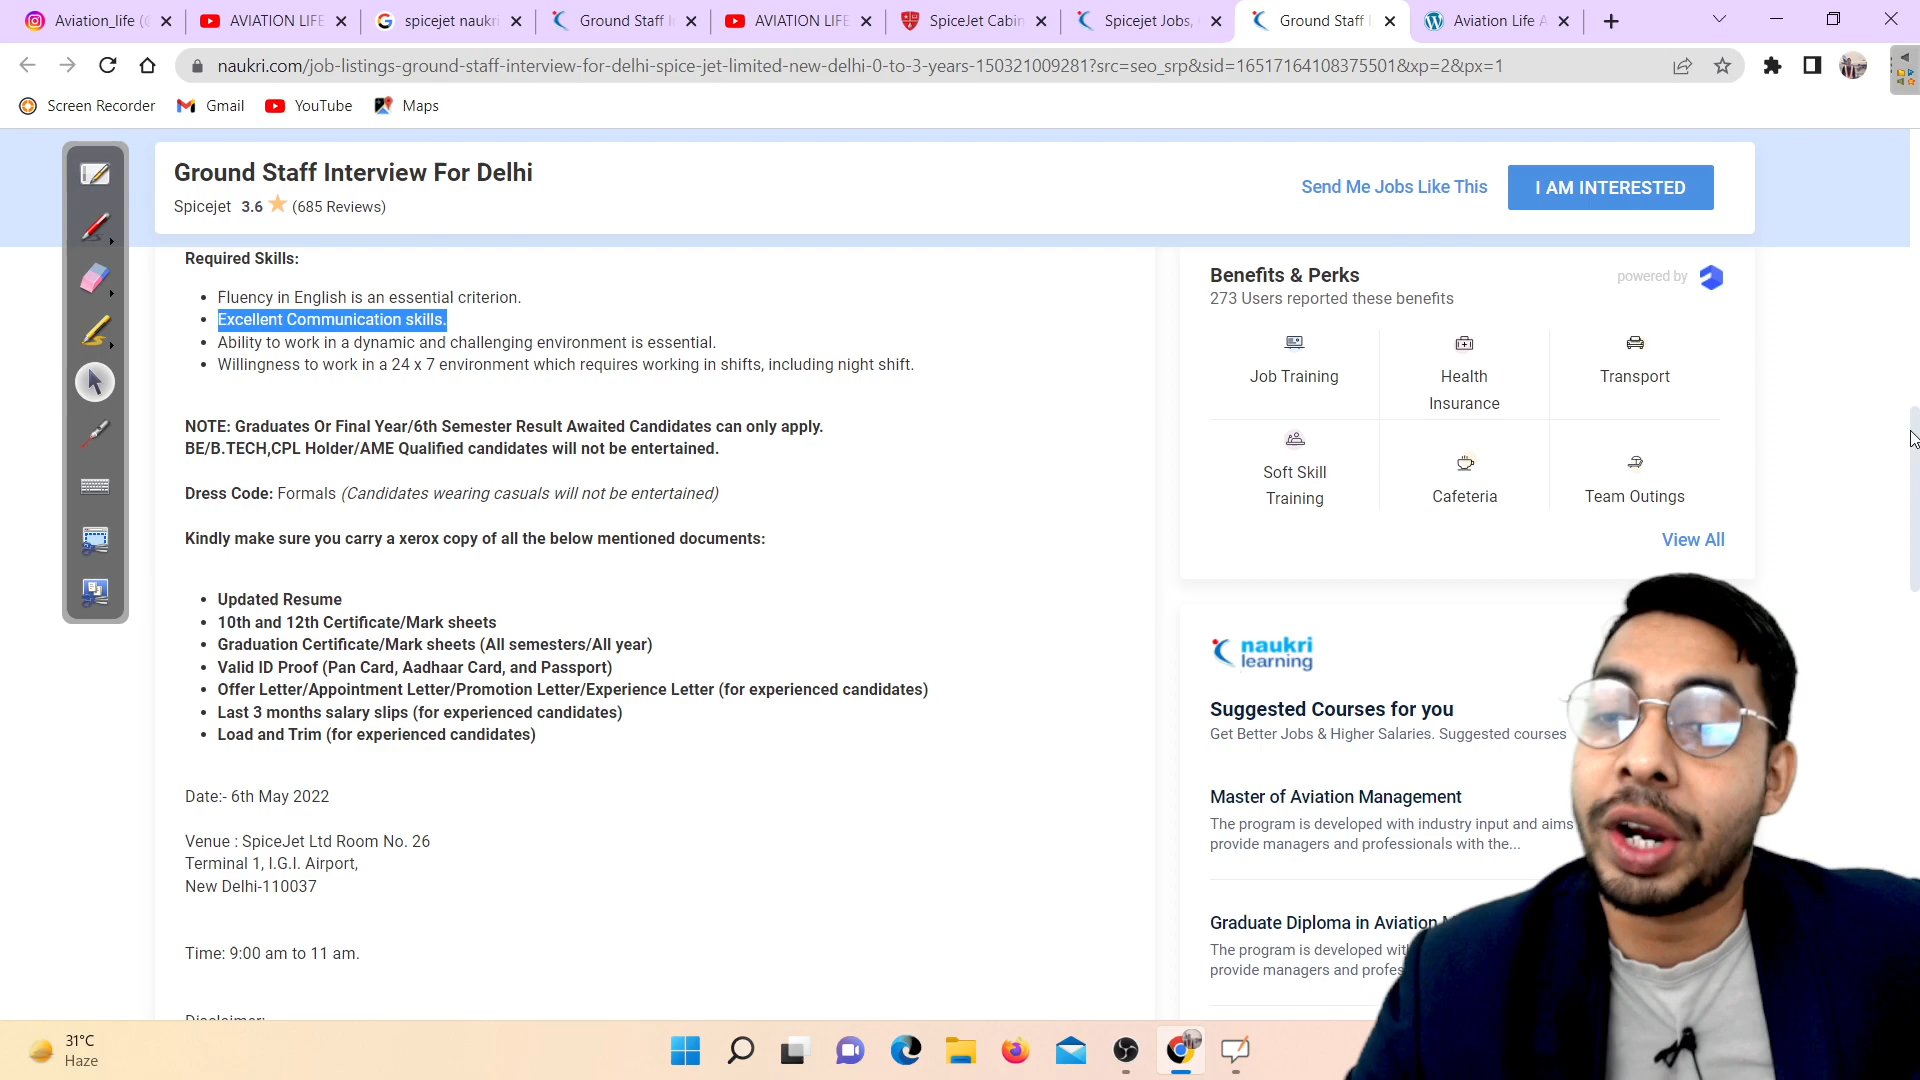 Aviation_life (
AVIATION LIFE
spicejet naukri
Ground Staff I
AVIATION LIFE
SpiceJet Cabin
Spicejet Jobs,
Ground Staff I
Aviation Life A
naukri.com/job-listings-ground-staff-interview-for-delhi-spice-jet-limited-new-delhi-0-to-3-years-150321009281?src=seo_srp&sid=16517164108375501&xp=2&px=1
Screen Recorder
Gmail
YouTube
Maps
Ground Staff Interview For Delhi
Spicejet 3.6 (685 Reviews)
Send Me Jobs Like This
I AM INTERESTED
Required Skills:
• Fluency in English is an essential criterion.
• Excellent Communication skills.
• Ability to work in a dynamic and challenging environment is essential.
• Willingness to work in a 24 x 7 environment which requires working in shifts, including night shift.
NOTE: Graduates Or Final Year/6th Semester Result Awaited Candidates can only apply.
BE/B.TECH,CPL Holder/AME Qualified candidates will not be entertained.
Dress Code: Formals (Candidates wearing casuals will not be entertained)
Kindly make sure you carry a xerox copy of all the below mentioned documents:
• Updated Resume
• 10th and 12th Certificate/Mark sheets
• Graduation Certificate/Mark sheets (All semesters/All year)
• Valid ID Proof (Pan Card, Aadhaar Card, and Passport)
• Offer Letter/Appointment Letter/Promotion Letter/Experience Letter (for experienced candidates)
• Last 3 months salary slips (for experienced candidates)
• Load and Trim (for experienced candidates)
Date:- 6th May 2022
Venue : SpiceJet Ltd Room No. 26
Terminal 1, I.G.I. Airport,
New Delhi-110037
Time: 9:00 am to 11 am.
Disclaimer:
Benefits & Perks
powered by
273 Users reported these benefits
Job Training
Health
Insurance
Transport
Soft Skill
Training
Cafeteria
Team Outings
View All
naukri
learning
Suggested Courses for you
Get Better Jobs & Higher Salaries. Suggested courses
Master of Aviation Management
The program is developed with industry input and aims
provide managers and professionals with the...
Graduate Diploma in Aviation
The program is developed
provide managers and
31°C
Haze